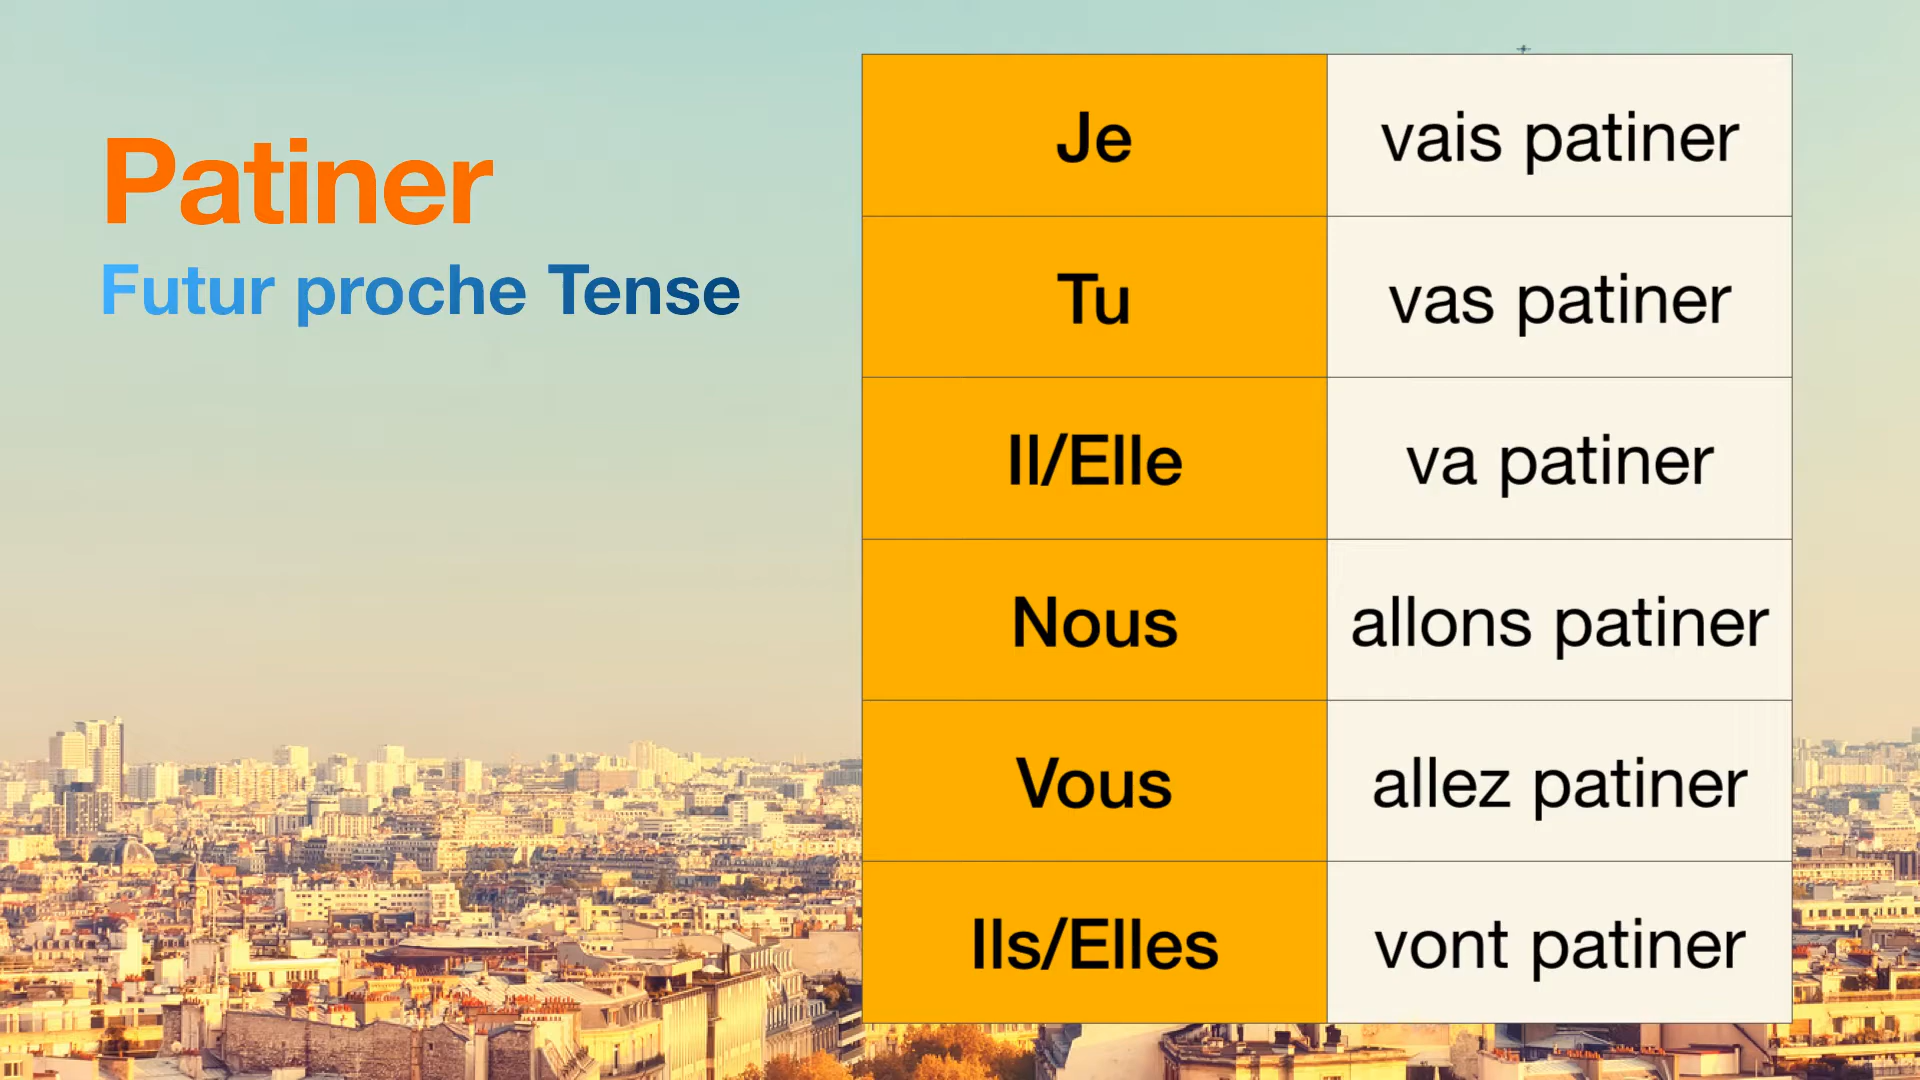 Patiner
Futur proche Tense
Je vais patiner
Tu vas patiner
Il/Elle va patiner
Nous allons patiner
Vous allez patiner
Ils/Elles vont patiner